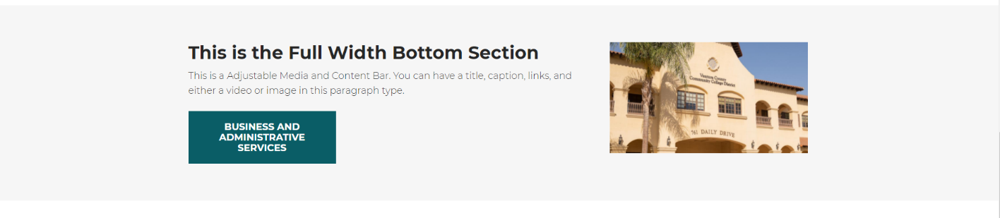 This is the Full Width Bottom Section
This is a Adjustable Media and Content Bar. You can have a title, caption, links, and
either a video or image in this paragraph type.
BUSINESS AND
ADMINISTRATIVE
SERVICES
Ventura County
Community College District
761 DAILY DRIVE